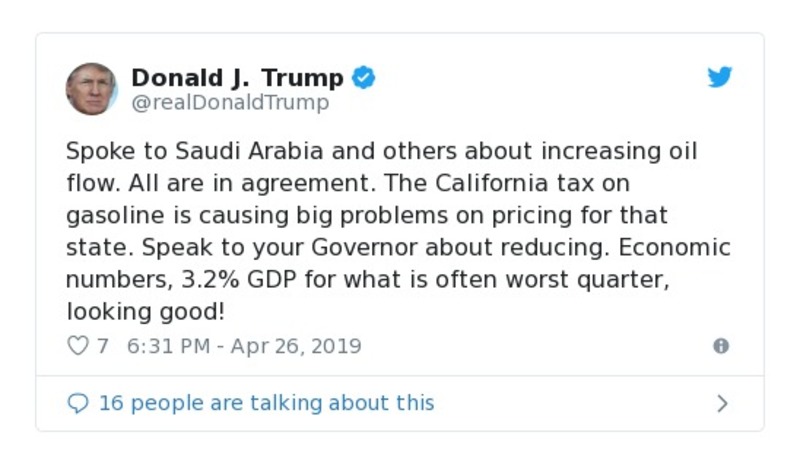 Donald J. Trump
@realDonaldTrump
Spoke to Saudi Arabia and others about increasing oil
flow. All are in agreement. The California tax on
gasoline is causing big problems on pricing for that
state. Speak to your Governor about reducing. Economic
numbers, 3.2% GDP for what is often worst quarter,
looking good!
7 6:31 PM - Apr 26, 2019
16 people are talking about this